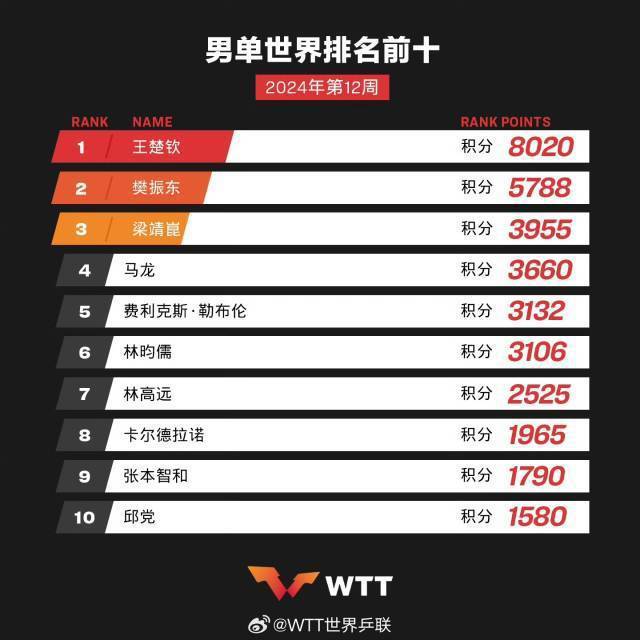 男单世界排名前十
2024年第12周
RANK NAME RANK POINTS
1 王楚钦 积分 8020
2 樊振东 积分 5788
3 梁靖崑 积分 3955
4 马龙 积分 3660
5 费利克斯·勒布伦 积分 3132
6 林昀儒 积分 3106
7 林高远 积分 2525
8 卡尔德拉诺 积分 1965
9 张本智和 积分 1790
10 邱党 积分 1580
WTT
@WTT世界乒联